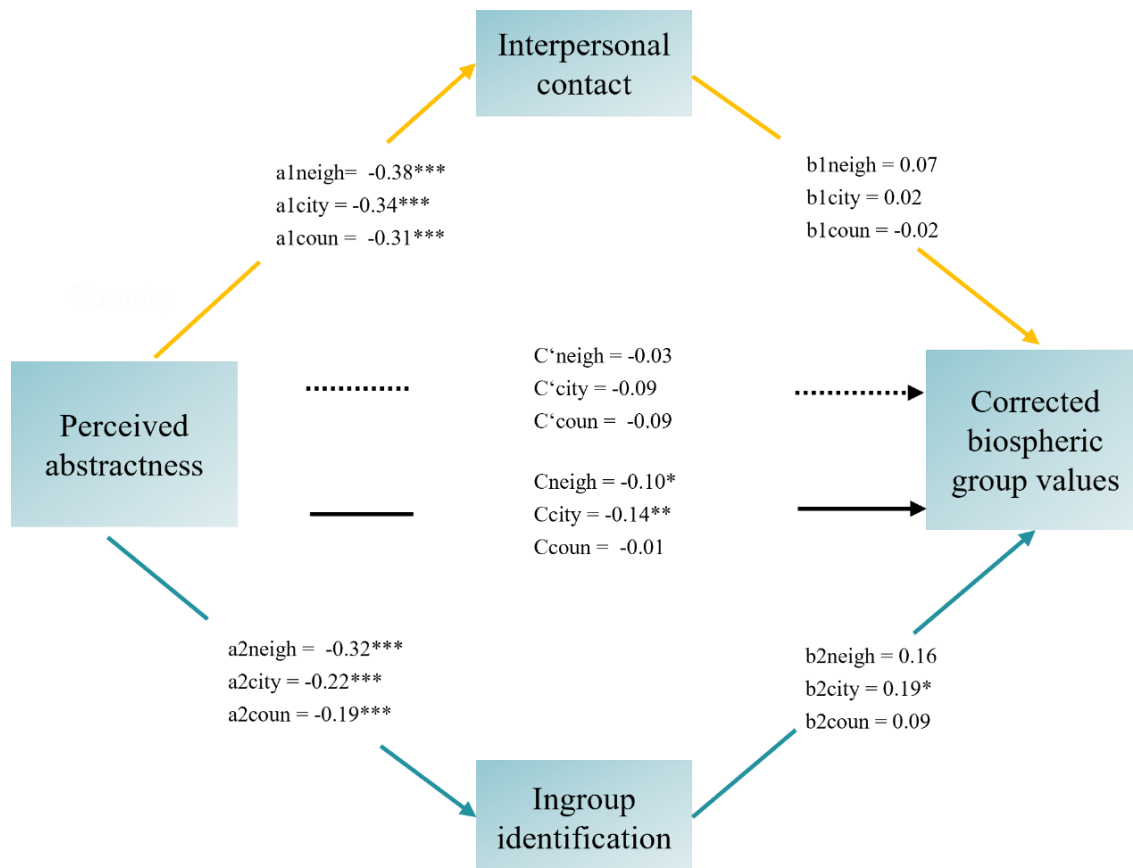 Interpersonal
contact
a1neigh=  -0.38***
a1city = -0.34***
a1coun =  -0.31***
b1neigh = 0.07
b1city = 0.02
b1coun = -0.02
Perceived
abstractness
C‘neigh = -0.03
C‘city = -0.09
C‘coun =  -0.09
Cneigh = -0.10*
Ccity = -0.14**
Ccoun =  -0.01
Corrected
biospheric
group values
a2neigh =  -0.32***
a2city = -0.22***
a2coun = -0.19***
b2neigh = 0.16
b2city = 0.19*
b2coun = 0.09
Ingroup
identification